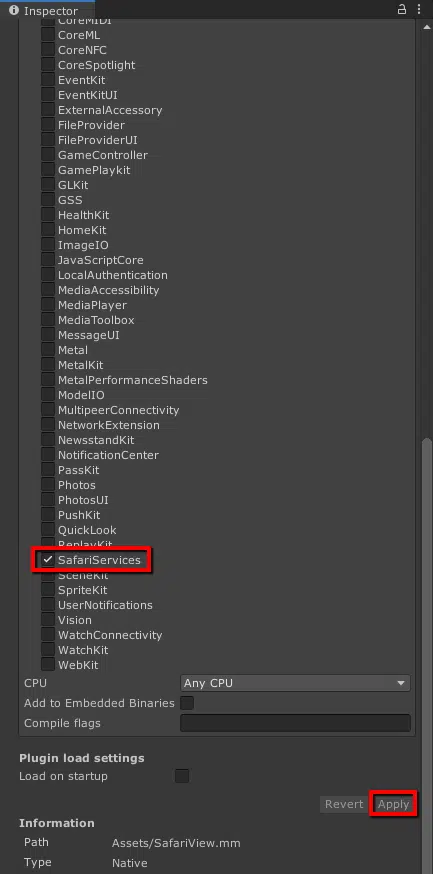 Inspector
CoreMIDI
CoreML
CoreNFC
CoreSpotlight
EventKit
EventKitUI
ExternalAccessory
FileProvider
FileProviderUI
GameController
GamePlaykit
GLKit
GSS
HealthKit
HomeKit
ImageIO
JavaScriptCore
LocalAuthentication
MediaAccessibility
MediaPlayer
MediaToolbox
MessageUI
Metal
MetalKit
MetalPerformanceShaders
ModelIO
MultipeerConnectivity
NetworkExtension
NewsstandKit
NotificationCenter
PassKit
Photos
PhotosUI
PushKit
QuickLook
ReplayKit
SafariServices
SceneKit
SpriteKit
UserNotifications
Vision
WatchConnectivity
WatchKit
WebKit
CPU Any CPU
Add to Embedded Binaries
Compile flags
Plugin load settings
Load on startup
Revert Apply
Information
Path Assets/SafariView.mm
Type Native